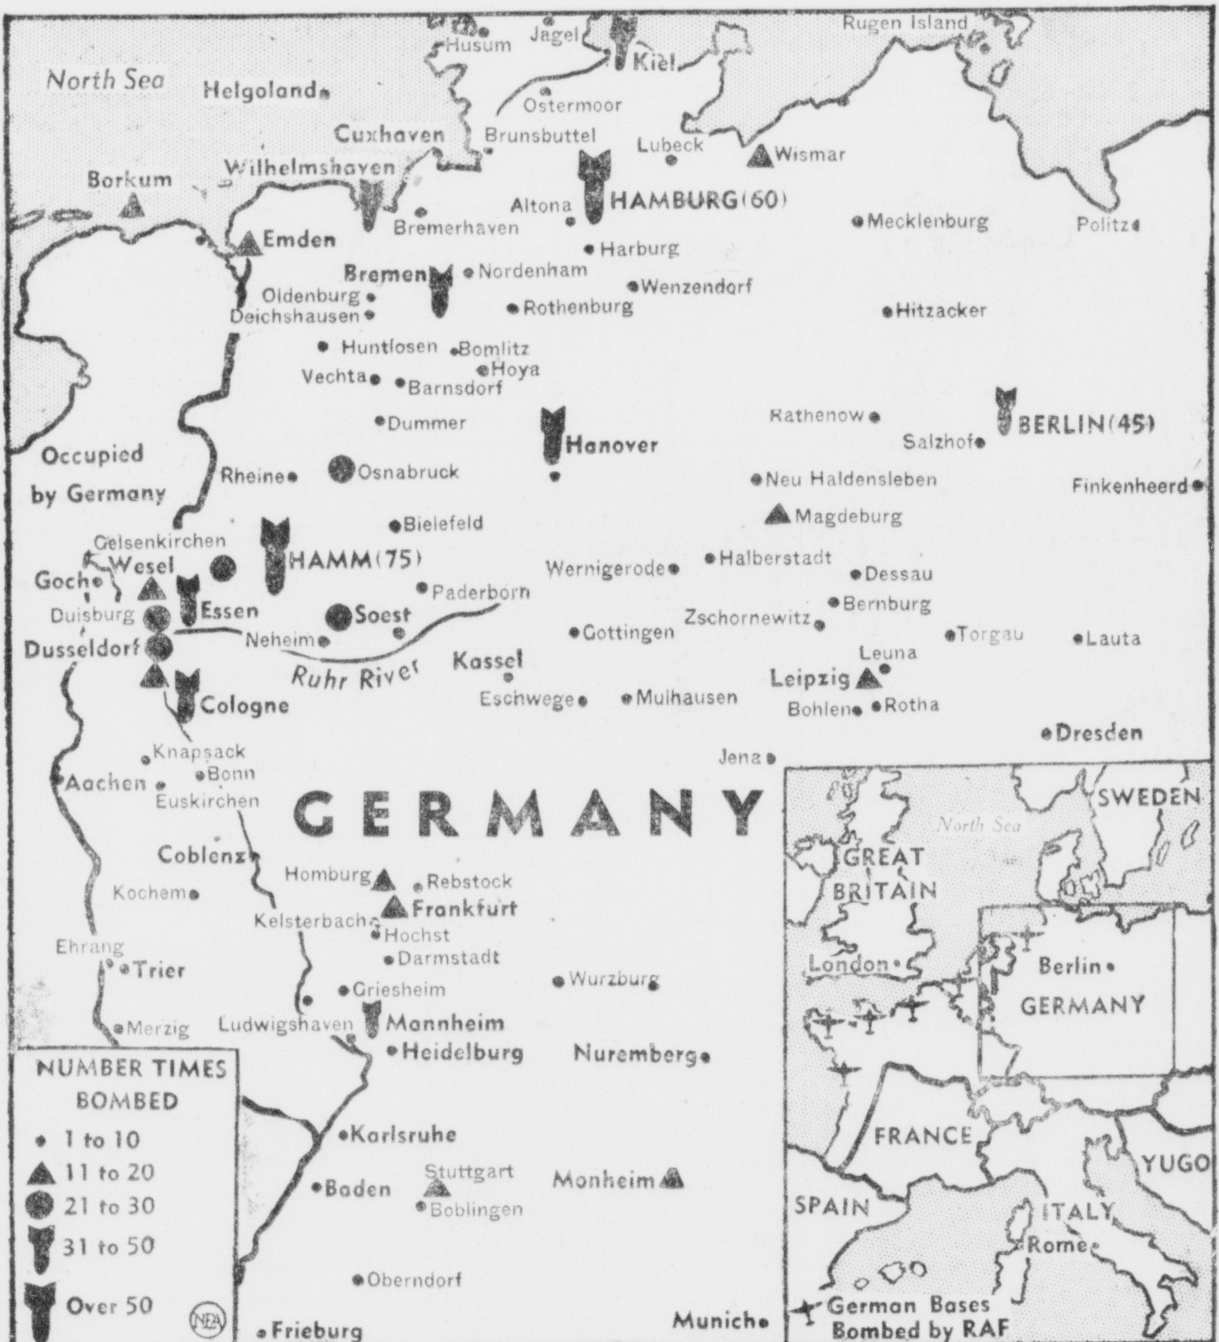 Rugen Island
Husum
Jagel
Kiel
North Sea
Helgoland
Ostermoor
Cuxhaven
Brunsbuttel
Lubeck
Wismar
Wilhelmshaven
Borkum
Altona
HAMBURG(60)
Mecklenburg
Politz
Bremerhaven
Emden
Harburg
Bremen
Nordenham
Wenzendorf
Oldenburg
Deichshausen
Rothenburg
Hitzacker
Huntlosen
Bomlitz
Hoya
Vechta
Barnsdorf
Dummer
Rathenow
BERLIN(45)
Salzhof
Hanover
Occupied
by Germany
Rheine
Osnabruck
Neu Haldensleben
Finkenheerd
Magdeburg
Bielefeld
Gelsenkirchen
Wesel
HAMM(75)
Halberstadt
Wernigerode
Dessau
Goch
Paderborn
Bernburg
Duisburg
Essen
Soest
Zschornewitz
Gottingen
Torgau
Lauta
Dusseldorf
Neheim
Ruhr River
Kassel
Leuna
Leipzig
Eschwege
Mulhausen
Bohlen
Rotha
Cologne
Dresden
Knapsack
Jena
Aachen
Bonn
Euskirchen
GERMANY
Coblenz
Homburg
Rebstock
Kochem
Frankfurt
Kelsterbach
Hochst
Ehrang
Trier
Darmstadt
Griesheim
Wurzburg
Merzig
Ludwigshaven
Mannheim
Heidelburg
Nuremberg
Karlsruhe
Stuttgart
Baden
Monheim
Boblingen
Oberndorf
Frieburg
Munich
NUMBER TIMES
BOMBED
1 to 10
11 to 20
21 to 30
31 to 50
Over 50
NEA
SWEDEN
North Sea
GREAT
BRITAIN
London
Berlin
GERMANY
FRANCE
YUGO
SPAIN
ITALY
Rome
German Bases
Bombed by RAF